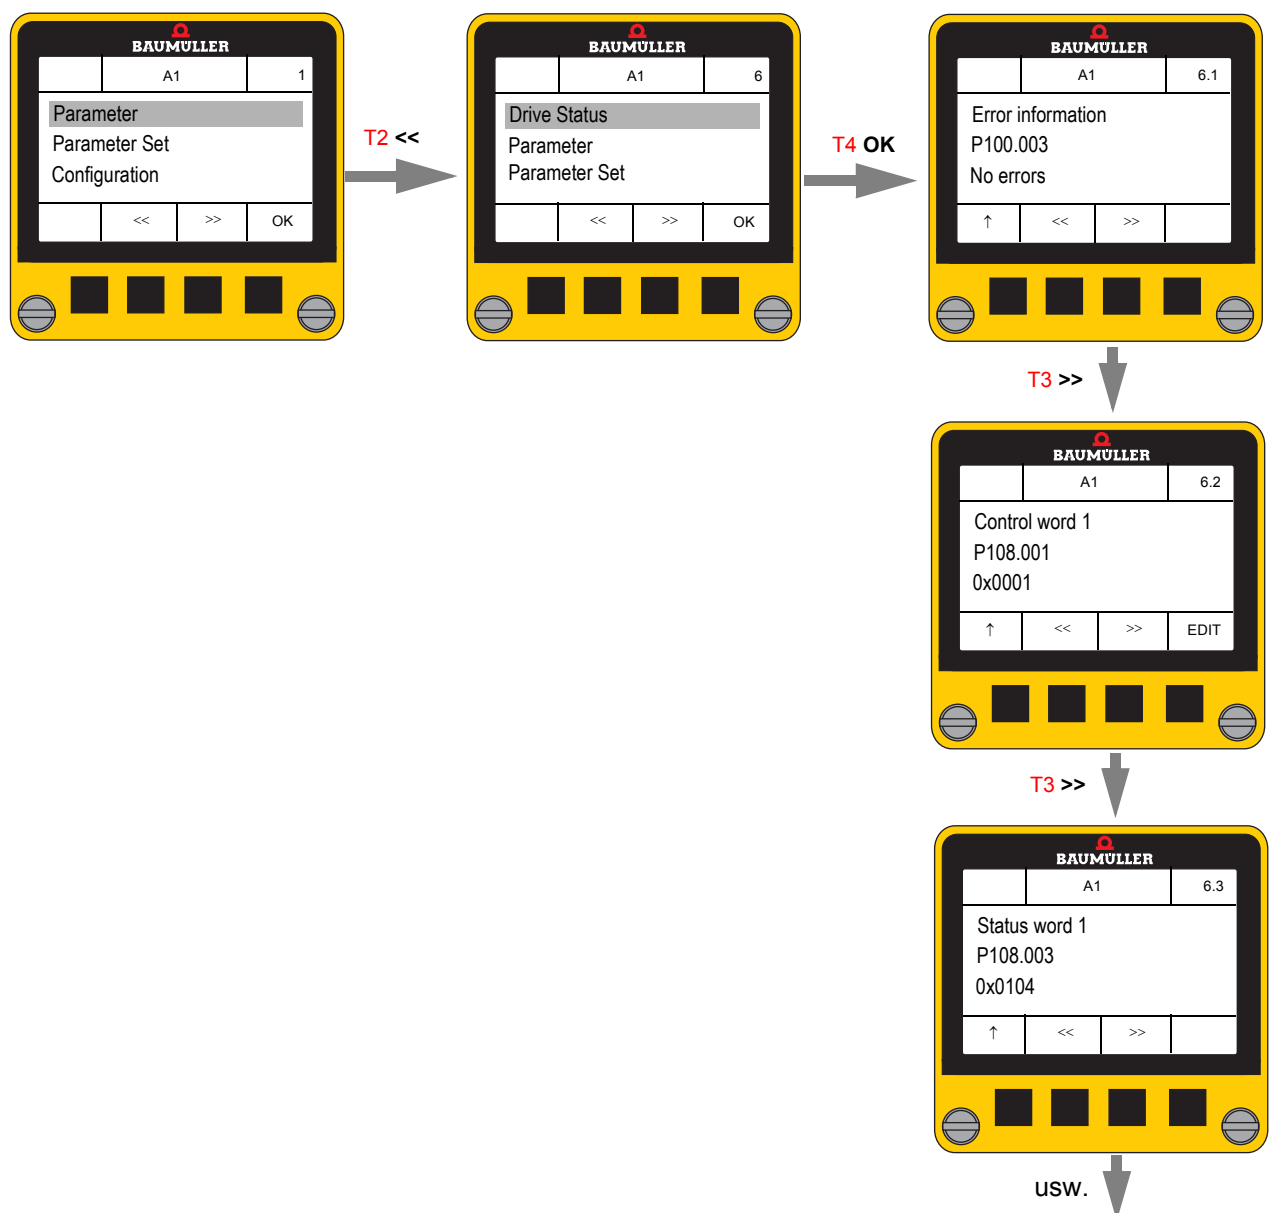 BAUMÜLLER
A1 1
Parameter
Parameter Set
Configuration
<< >> OK
T2 <<
BAUMÜLLER
A1 6
Drive Status
Parameter
Parameter Set
<< >> OK
T4 OK
BAUMÜLLER
A1 6.1
Error information
P100.003
No errors
↑ << >>
T3 >>
BAUMÜLLER
A1 6.2
Control word 1
P108.001
0x0001
↑ << >> EDIT
T3 >>
BAUMÜLLER
A1 6.3
Status word 1
P108.003
0x0104
↑ << >>
usw.